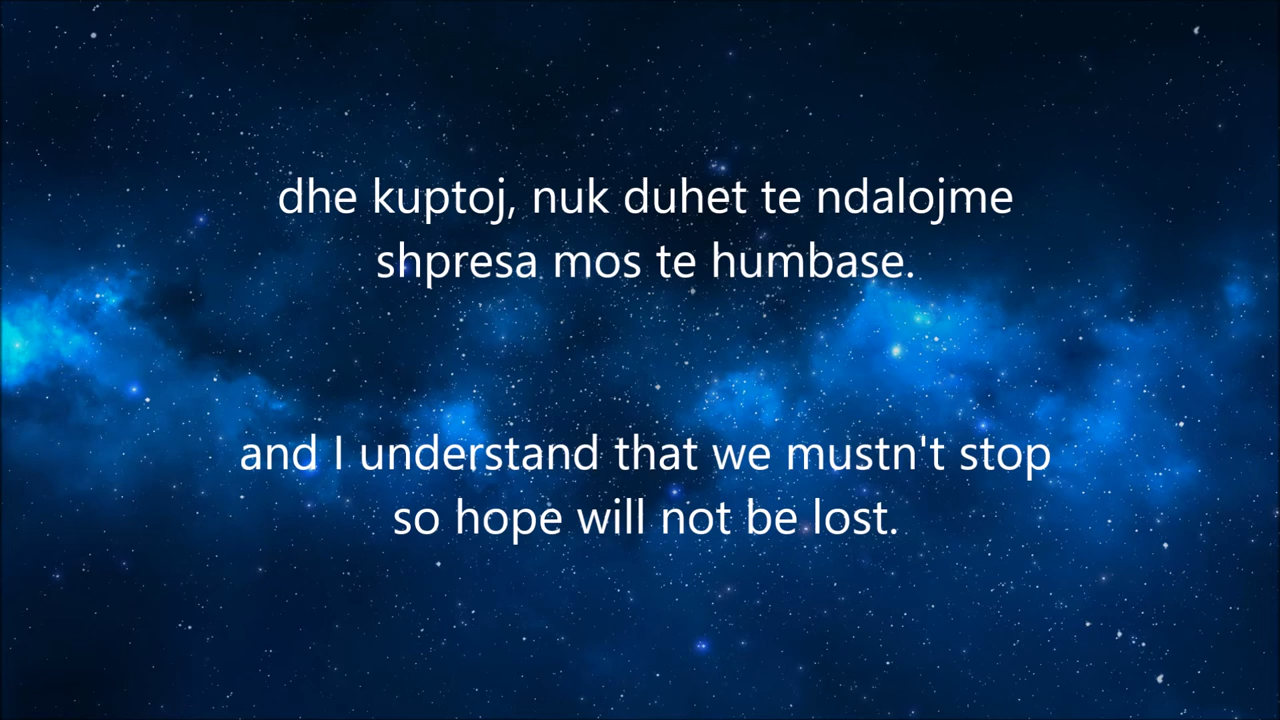 dhe kuptoj, nuk duhet te ndalojme
shpresa mos te humbase.
and I understand that we mustn't stop
so hope will not be lost.